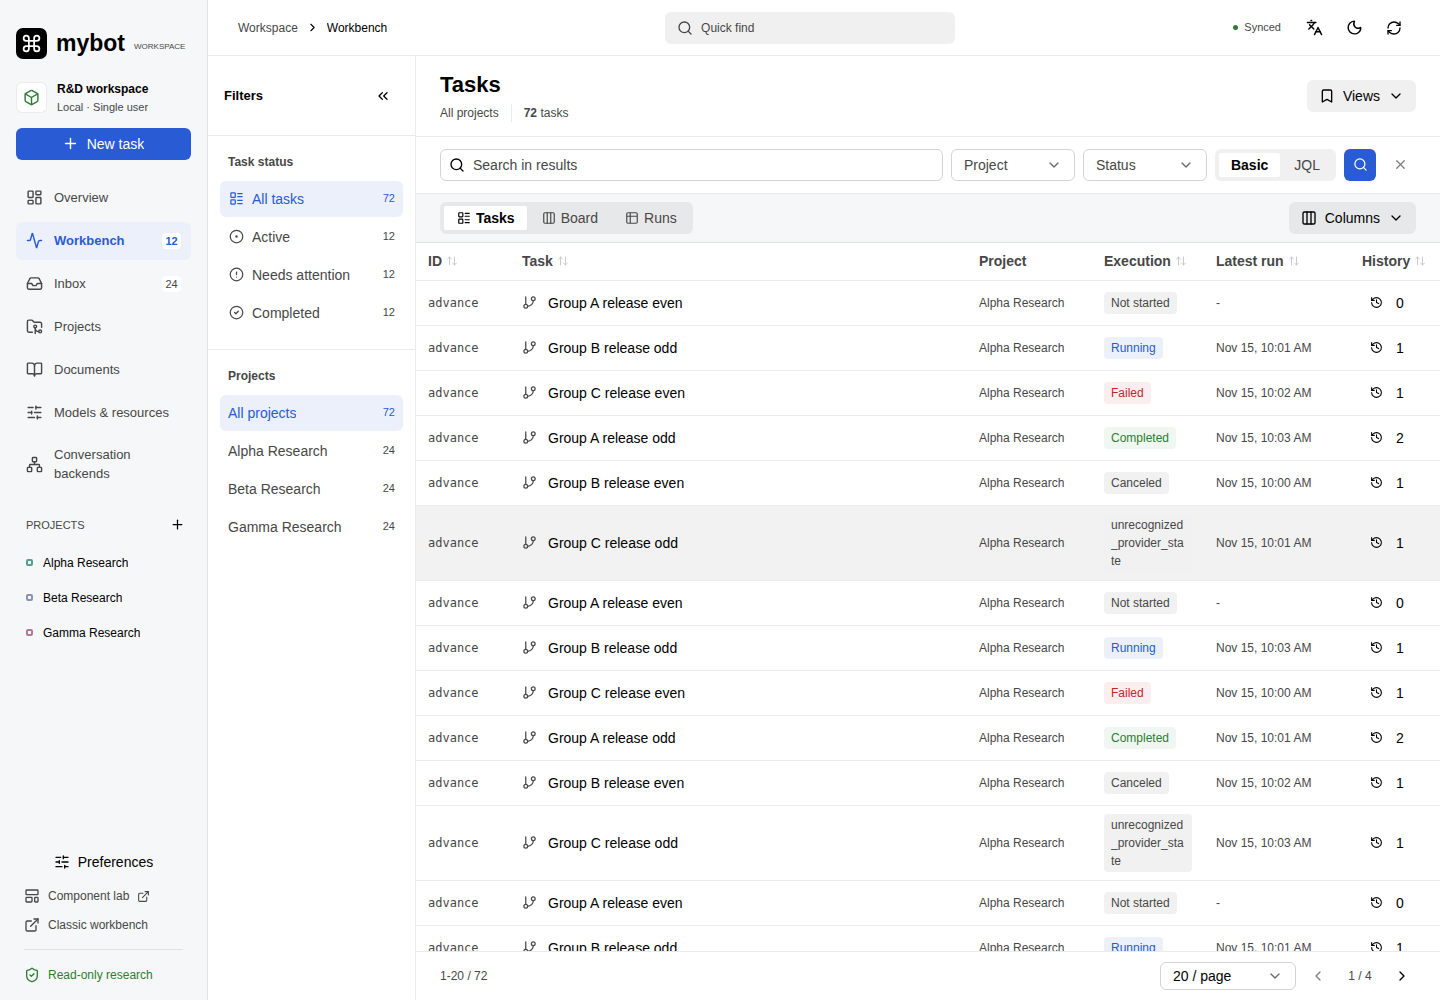 mybot WORKSPACE
R&D workspace
Local · Single user
New task
Overview
Workbench 12
Inbox 24
Projects
Documents
Models & resources
Conversation
backends
PROJECTS
Alpha Research
Beta Research
Gamma Research
Preferences
Component lab
Classic workbench
Read-only research
Workspace Workbench
Quick find
Synced
Filters
Task status
All tasks 72
Active 12
Needs attention 12
Completed 12
Projects
All projects 72
Alpha Research 24
Beta Research 24
Gamma Research 24
Tasks
All projects 72 tasks
Views
Search in results
Project
Status
Basic JQL
Tasks Board Runs
Columns
ID Task Project Execution Latest run History
advance Group A release even Alpha Research Not started - 0
advance Group B release odd Alpha Research Running Nov 15, 10:01 AM 1
advance Group C release even Alpha Research Failed Nov 15, 10:02 AM 1
advance Group A release odd Alpha Research Completed Nov 15, 10:03 AM 2
advance Group B release even Alpha Research Canceled Nov 15, 10:00 AM 1
advance Group C release odd Alpha Research unrecognized
_provider_sta
te Nov 15, 10:01 AM 1
advance Group A release even Alpha Research Not started - 0
advance Group B release odd Alpha Research Running Nov 15, 10:03 AM 1
advance Group C release even Alpha Research Failed Nov 15, 10:00 AM 1
advance Group A release odd Alpha Research Completed Nov 15, 10:01 AM 2
advance Group B release even Alpha Research Canceled Nov 15, 10:02 AM 1
advance Group C release odd Alpha Research unrecognized
_provider_sta
te Nov 15, 10:03 AM 1
advance Group A release even Alpha Research Not started - 0
advance Group B release odd Alpha Research Running Nov 15, 10:01 AM 1
1-20 / 72
20 / page
1 / 4